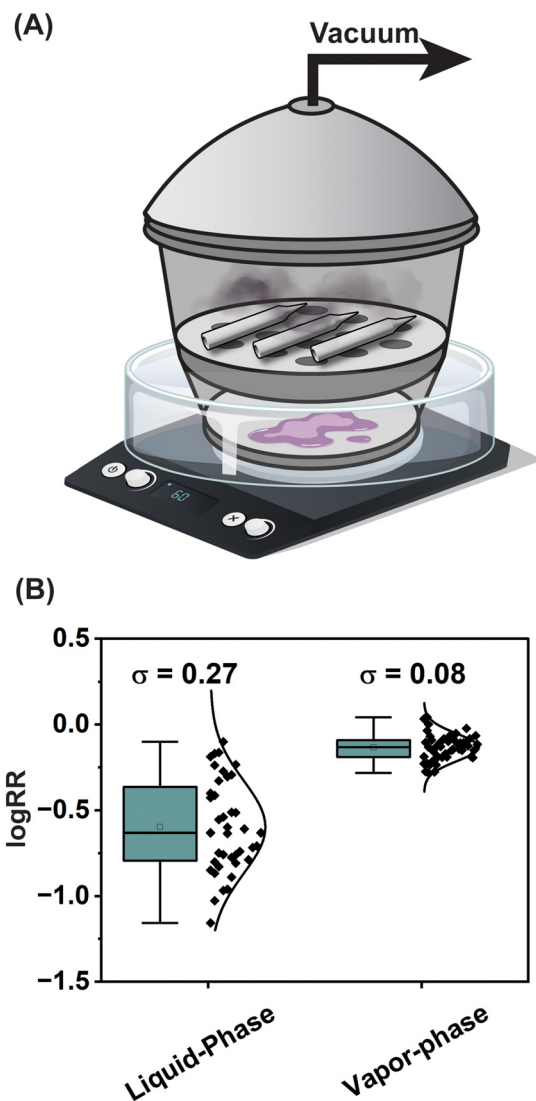 (A)
Vacuum
60
(B)
0.5
σ = 0.27
σ = 0.08
0.0
logRR
−0.5
−1.0
−1.5
Liquid-Phase
Vapor-phase